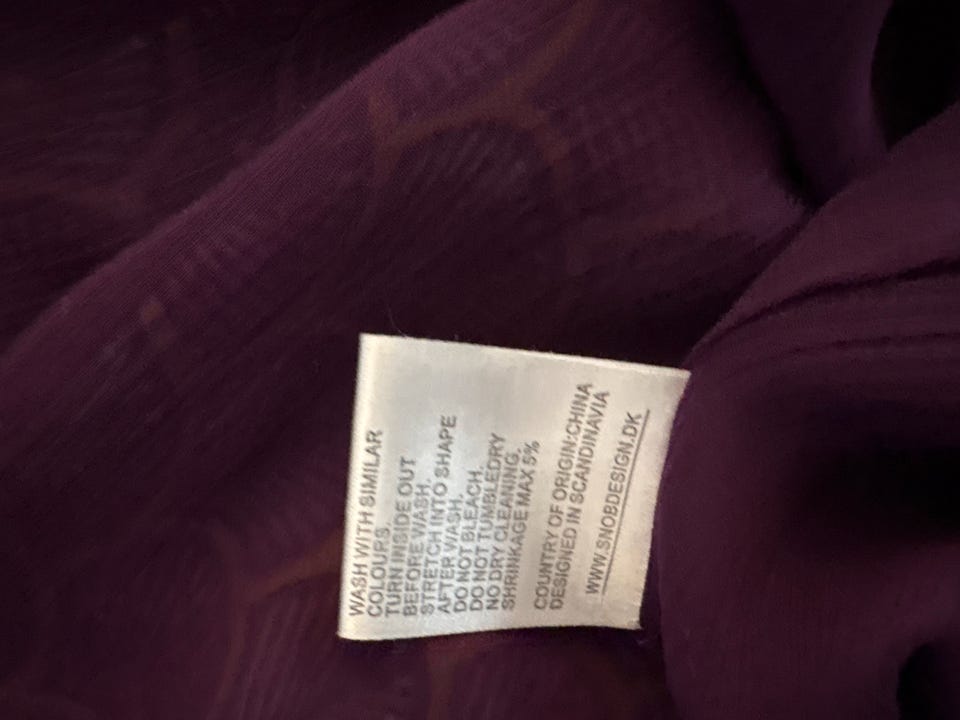 WASH WITH SIMILAR
COLOURS.
TURN INSIDE OUT
BEFORE WASH.
STRETCH INTO SHAPE
AFTER WASH.
DO NOT BLEACH.
DO NOT TUMBLEDRY
NO DRY CLEANING.
SHRINKAGE MAX 5%
COUNTRY OF ORIGIN:CHINA
DESIGNED IN SCANDINAVIA
WWW.SNOBDESIGN.DK